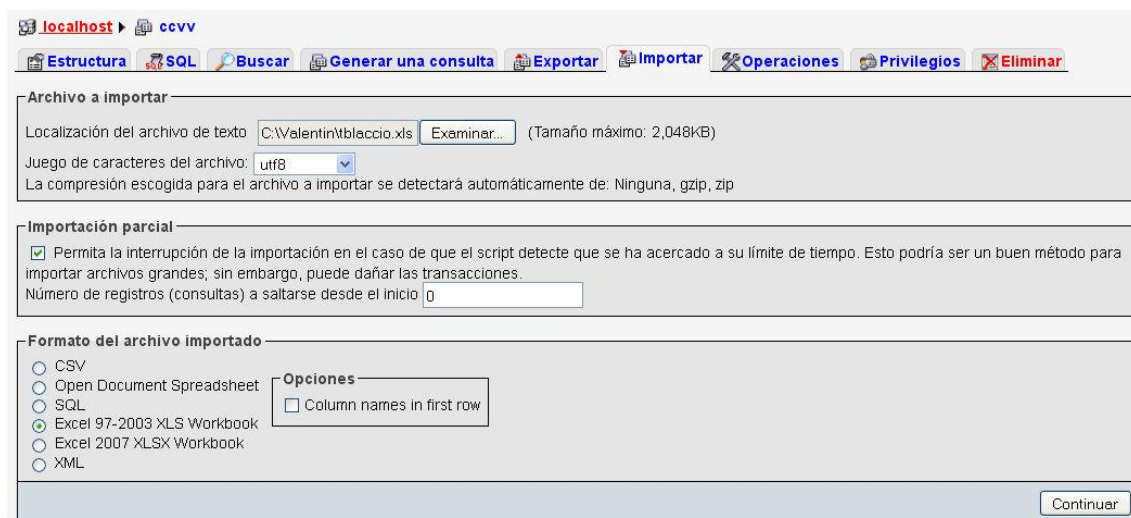 localhost ccvv
Estructura SQL Buscar Generar una consulta Exportar Importar Operaciones Privilegios Eliminar
Archivo a importar
Localización del archivo de texto C:\Valentin\tblaccio.xls Examinar... (Tamaño máximo: 2,048KB)
Juego de caracteres del archivo: utf8
La compresión escogida para el archivo a importar se detectará automáticamente de: Ninguna, gzip, zip
Importación parcial
Permita la interrupción de la importación en el caso de que el script detecte que se ha acercado a su límite de tiempo. Esto podría ser un buen método para
importar archivos grandes; sin embargo, puede dañar las transacciones.
Número de registros (consultas) a saltarse desde el inicio 0
Formato del archivo importado
CSV
Open Document Spreadsheet
SQL
Excel 97-2003 XLS Workbook
Excel 2007 XLSX Workbook
XML
Opciones
Column names in first row
Continuar